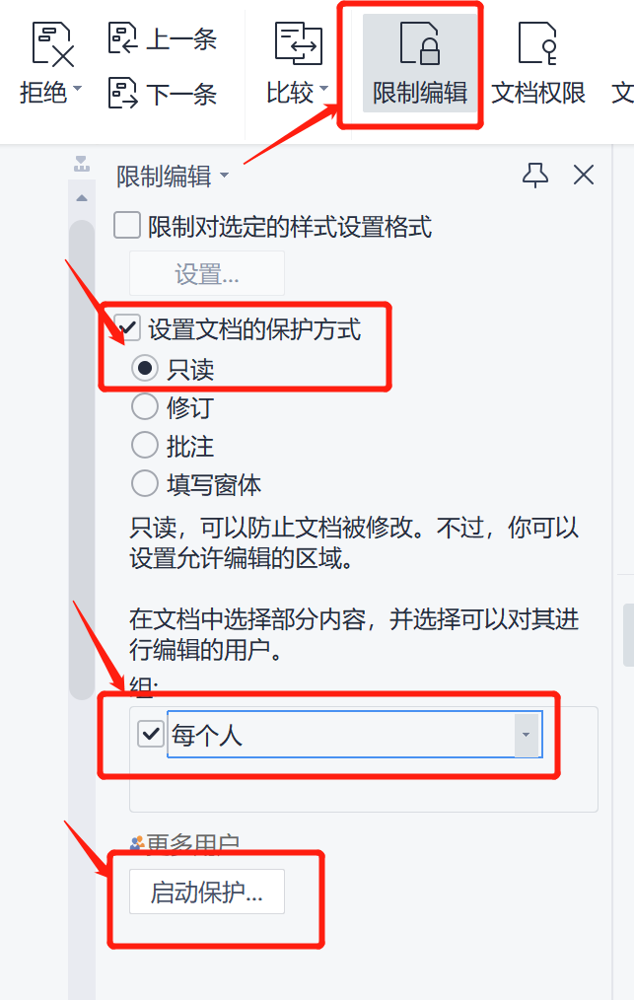 上一条
拒绝
下一条
比较
限制编辑
文档权限
文
限制编辑
限制对选定的样式设置格式
设置...
设置文档的保护方式
只读
修订
批注
填写窗体
只读，可以防止文档被修改。不过，你可以
设置允许编辑的区域。
在文档中选择部分内容，并选择可以对其进
行编辑的用户。
组:
每个人
更多用户
启动保护...